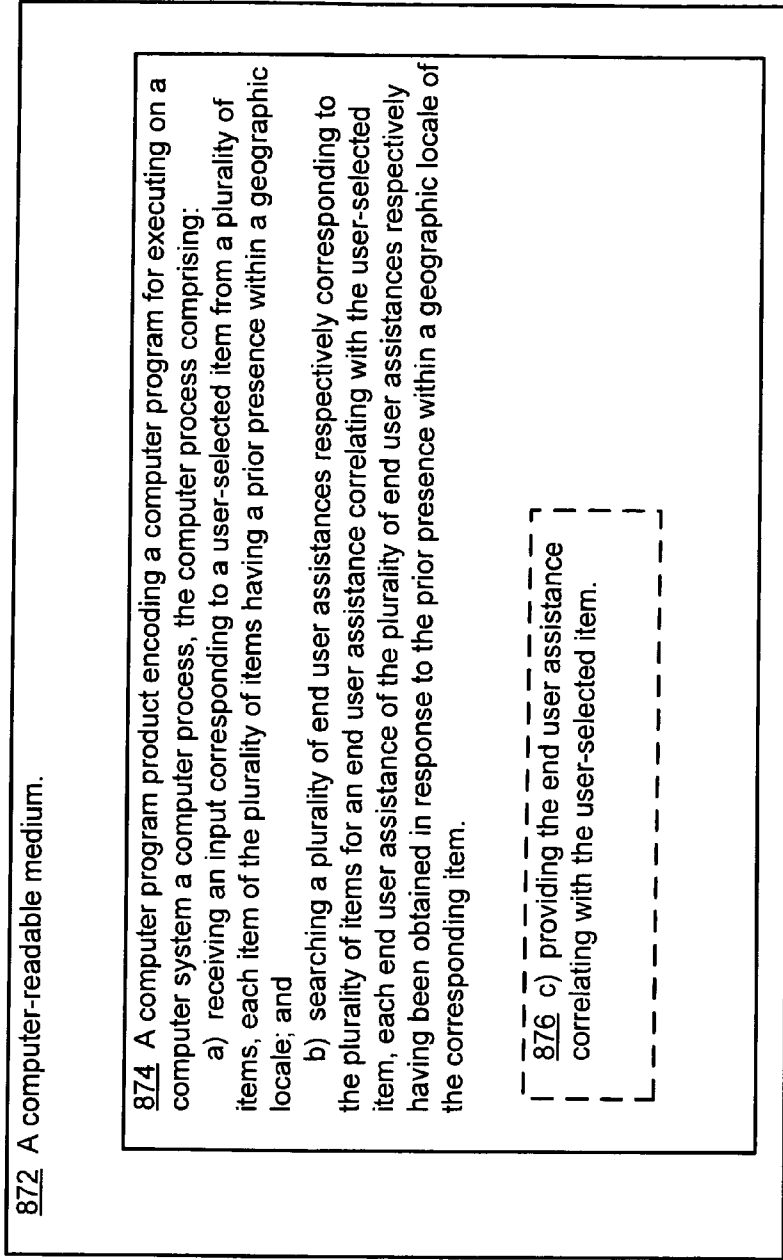 872 A computer-readable medium.
874 A computer program product encoding a computer program for executing on a
computer system a computer process, the computer process comprising:
a) receiving an input corresponding to a user-selected item from a plurality of
items, each item of the plurality of items having a prior presence within a geographic
locale; and
b) searching a plurality of end user assistances respectively corresponding to
the plurality of items for an end user assistance correlating with the user-selected
item, each end user assistance of the plurality of end user assistances respectively
having been obtained in response to the prior presence within a geographic locale of
the corresponding item.
876 c) providing the end user assistance
correlating with the user-selected item.